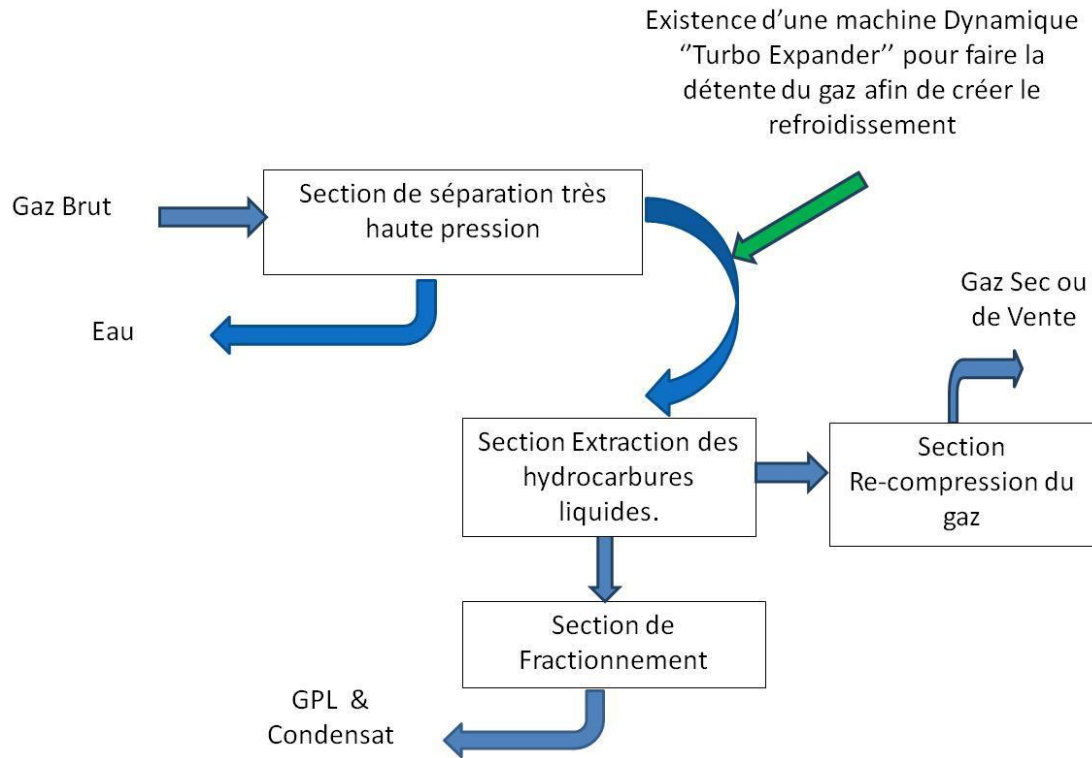 Existence d'une machine Dynamique
‘’Turbo Expander’’ pour faire la
détente du gaz afin de créer le
refroidissement
Gaz Brut
Section de séparation très
haute pression
Eau
Gaz Sec ou
de Vente
Section Extraction des
hydrocarbures
liquides.
Section
Re-compression du
gaz
Section de
Fractionnement
GPL &
Condensat